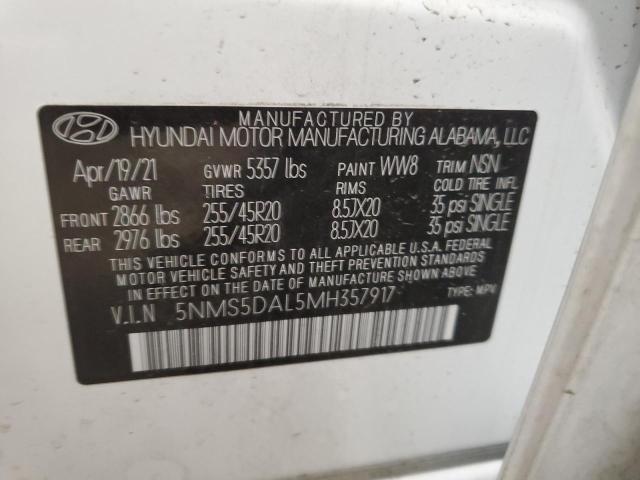 MANUFACTURED BY
HYUNDAI MOTOR MANUFACTURING ALABAMA, LLC
Apr/19/21 GVWR 5357 lbs PAINT WW8 TRIM NSN
GAWR TIRES RIMS COLD TIRE INFL
FRONT 2866 lbs 255/45R20 8.5JX20 35 psi SINGLE
REAR 2976 lbs 255/45R20 8.5JX20 35 psi SINGLE
THIS VEHICLE CONFORMS TO ALL APPLICABLE U.S.A. FEDERAL
MOTOR VEHICLE SAFETY AND THEFT PREVENTION STANDARDS
IN EFFECT ON THE DATE OF MANUFACTURE SHOWN ABOVE.
V.I.N 5NMS5DAL5MH357917 TYPE: MPV